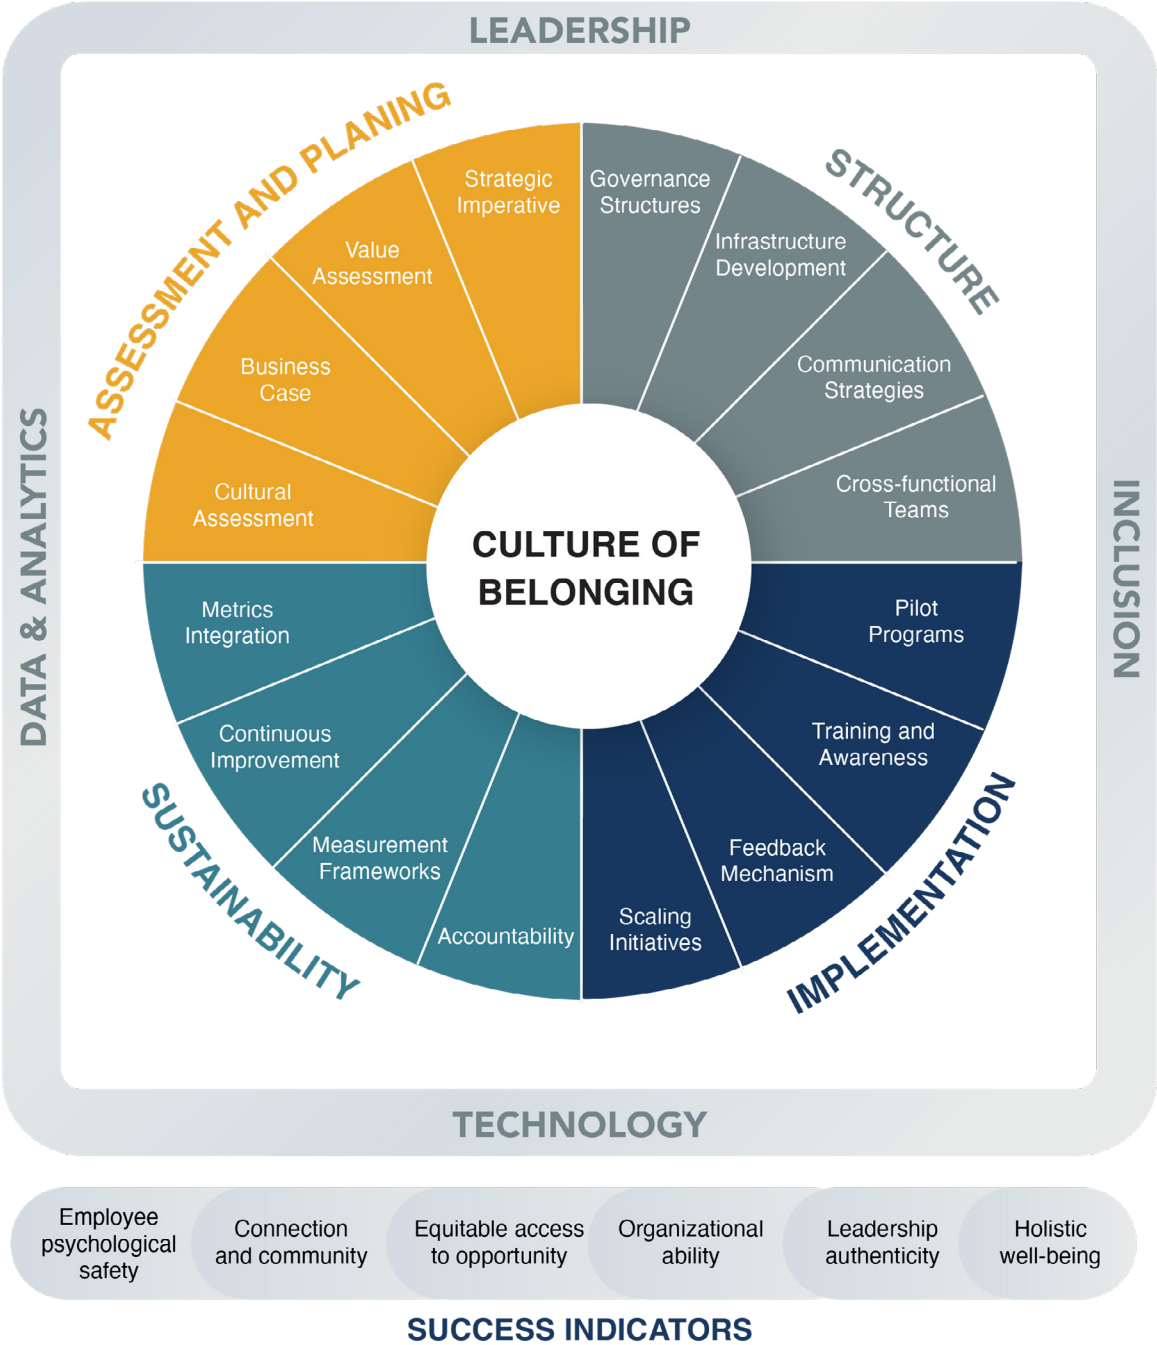 LEADERSHIP
ASSESSMENT AND PLANING
Strategic
Imperative
Value
Assessment
Business
Case
Cultural
Assessment
STRUCTURE
Governance
Structures
Infrastructure
Development
Communication
Strategies
Cross-functional
Teams
DATA & ANALYTICS
CULTURE OF
BELONGING
INCLUSION
Metrics
Integration
Continuous
Improvement
Measurement
Frameworks
Accountability
SUSTAINABILITY
Pilot
Programs
Training and
Awareness
Feedback
Mechanism
Scaling
Initiatives
IMPLEMENTATION
TECHNOLOGY
Employee
psychological
safety
Connection
and community
Equitable access
to opportunity
Organizational
ability
Leadership
authenticity
Holistic
well-being
SUCCESS INDICATORS